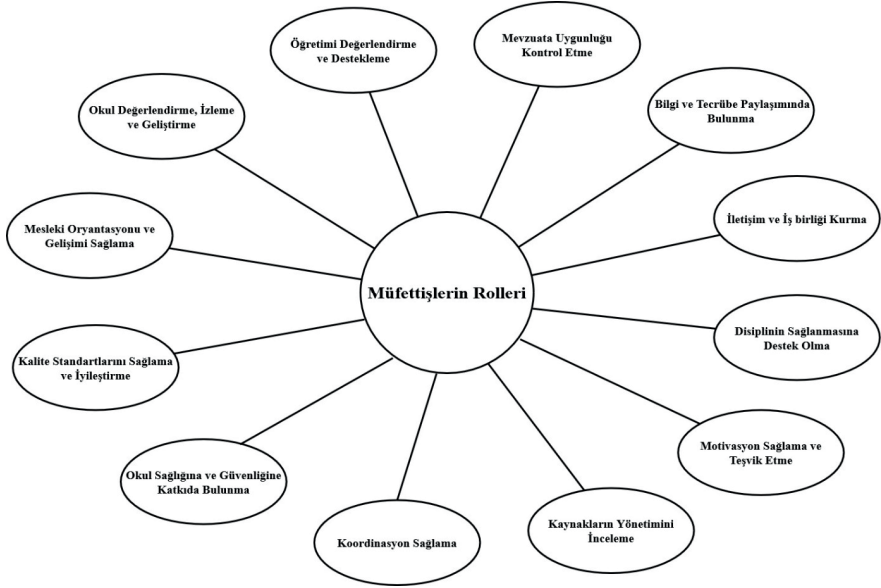 Öğretimi Değerlendirme
ve Destekleme
Mevzuata Uygunluğu
Kontrol Etme
Okul Değerlendirme, İzleme
ve Geliştirme
Bilgi ve Tecrübe Paylaşımında
Bulunma
Mesleki Oryantasyonu ve
Gelişimi Sağlama
İletişim ve İş birliği Kurma
Müfettişlerin Rolleri
Kalite Standartlarını Sağlama
ve İyileştirme
Disiplinin Sağlanmasına
Destek Olma
Okul Sağlığına ve Güvenliğine
Katkıda Bulunma
Motivasyon Sağlama ve
Teşvik Etme
Koordinasyon Sağlama
Kaynakların Yönetimini
İnceleme